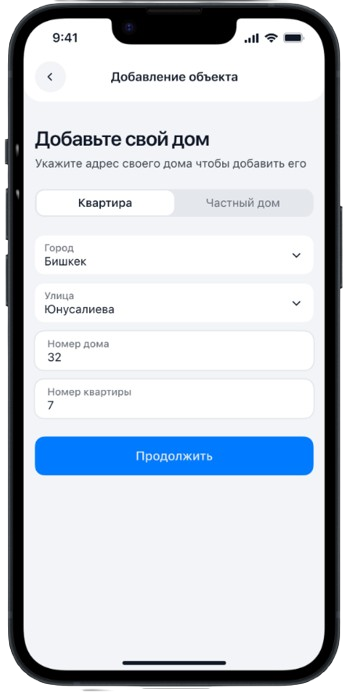 9:41
Добавление объекта
Добавьте свой дом
Укажите адрес своего дома чтобы добавить его
Квартира
Частный дом
Город
Бишкек
Улица
Юнусалиева
Номер дома
32
Номер квартиры
7
Продолжить